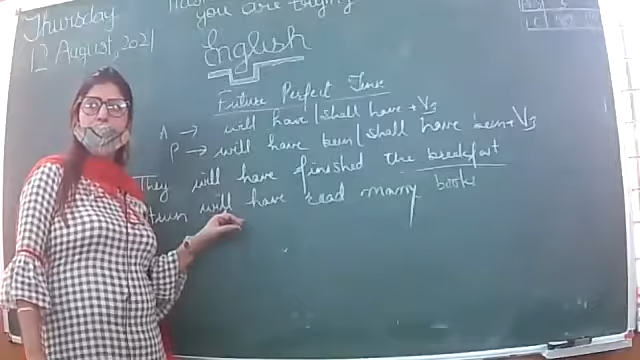 Thursday
you are trying
12 August, 2021
English
Future Perfect Tense
A → will have / shall have + V3
P → will have been / shall have been + V3
They will have finished the breakfast
will have read many books